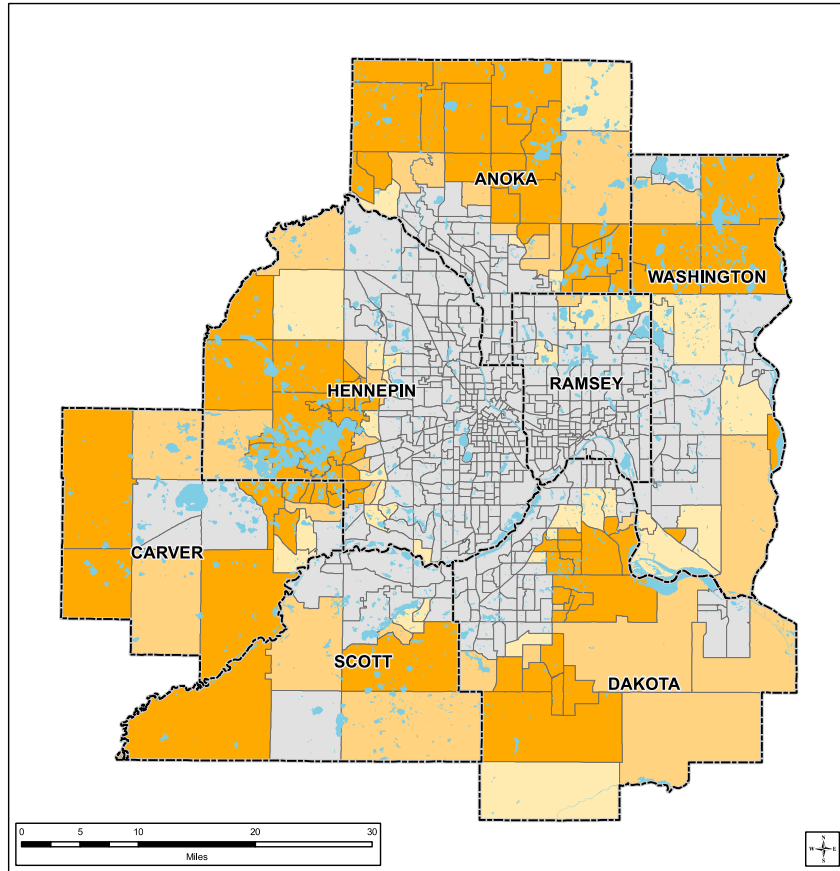 ANOKA
WASHINGTON
HENNEPIN
RAMSEY
CARVER
SCOTT
DAKOTA
0 5 10 20 30
Miles
N
W E
S